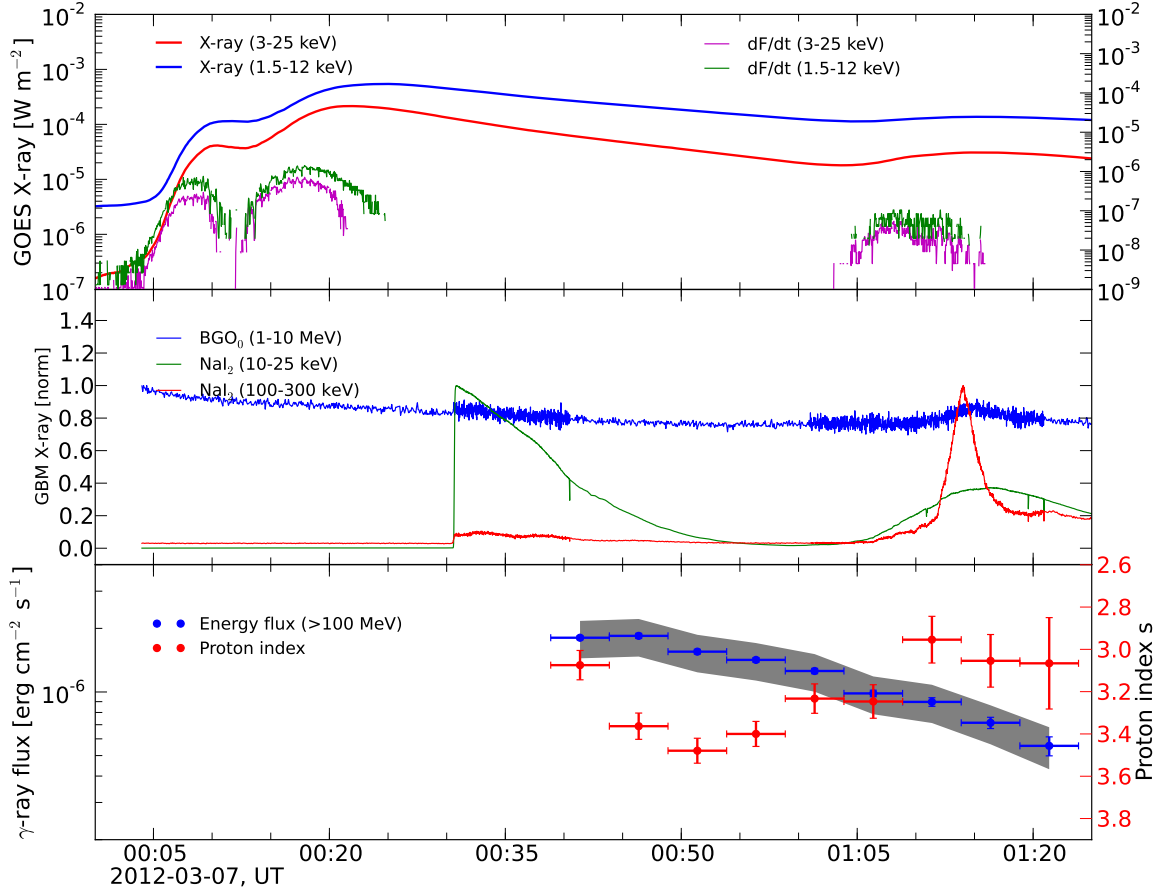 10⁻²
10⁻³
10⁻⁴
10⁻⁵
10⁻⁶
10⁻⁷
GOES X-ray [W m⁻²]
X-ray (3-25 keV)
X-ray (1.5-12 keV)
dF/dt (3-25 keV)
dF/dt (1.5-12 keV)
10⁻²
10⁻³
10⁻⁴
10⁻⁵
10⁻⁶
10⁻⁷
10⁻⁸
10⁻⁹
1.4
1.2
1.0
0.8
0.6
0.4
0.2
0.0
GBM X-ray [norm]
BGO₀ (1-10 MeV)
NaI₂ (10-25 keV)
NaI₂ (100-300 keV)
10⁻⁶
γ-ray flux [erg cm⁻² s⁻¹]
Energy flux (>100 MeV)
Proton index
2.6
2.8
3.0
3.2
3.4
3.6
3.8
Proton index s
00:05 00:20 00:35 00:50 01:05 01:20
2012-03-07, UT